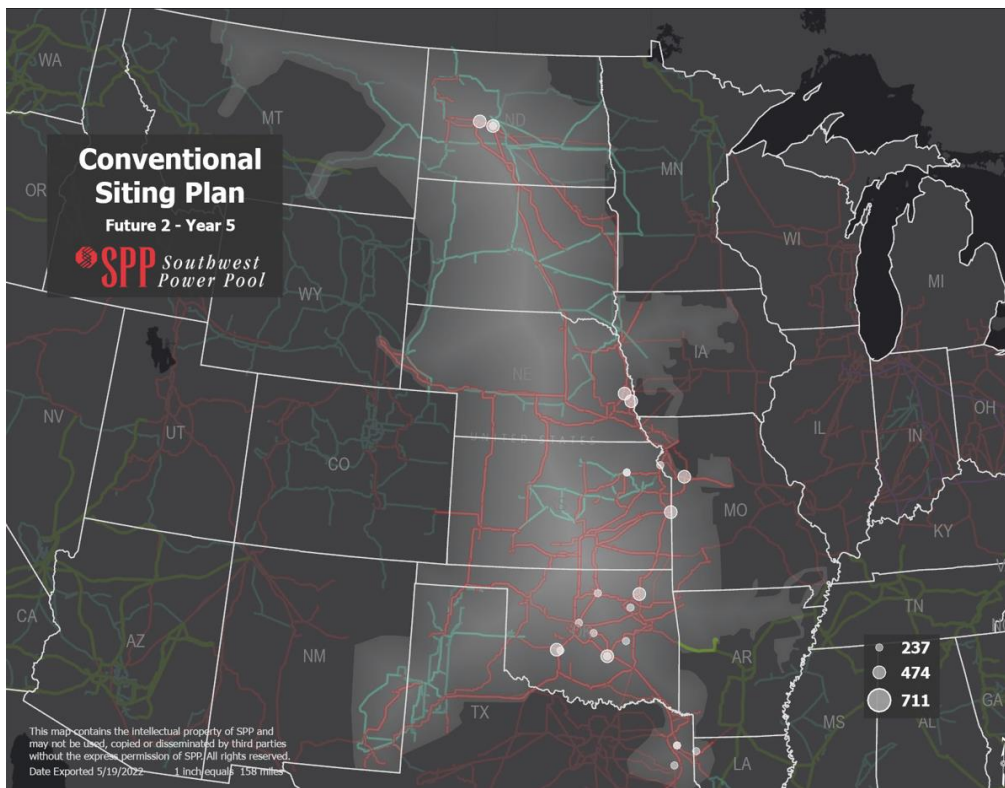 WA
MT
ND
MN
OR
WI
MI
WY
IA
NE
NV
UT
CO
UNITED STATES
IL
IN
OH
MO
KY
CA
AZ
NM
TX
AR
TN
MS
AL
GA
LA
Conventional
Siting Plan
Future 2 - Year 5
SPP Southwest
Power Pool
237
474
711
This map contains the intellectual property of SPP and
may not be used, copied or disseminated by third parties
without the express permission of SPP. All rights reserved.
Date Exported 5/19/2022 1 inch equals 158 miles